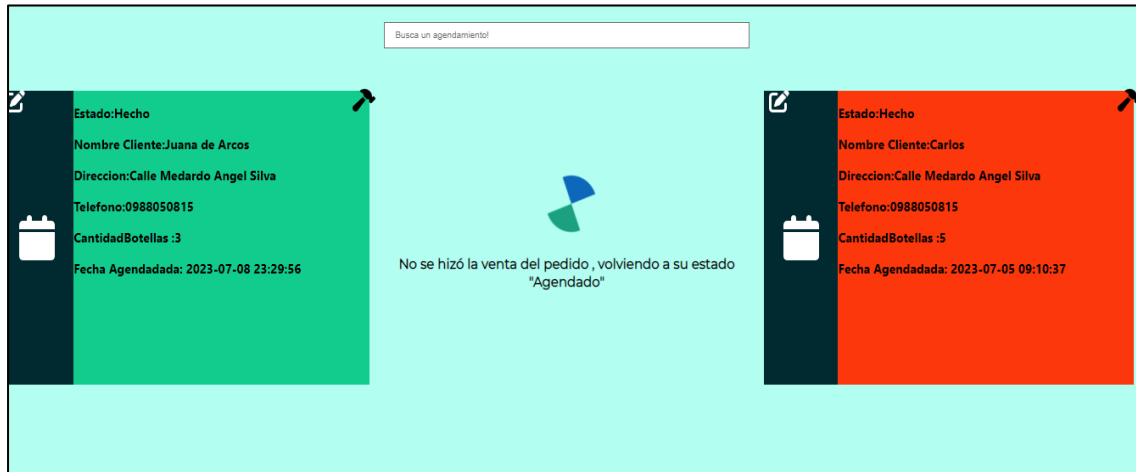 Busca un agendamiento!
Estado:Hecho
Nombre Cliente:Juana de Arcos
Direccion:Calle Medardo Angel Silva
Telefono:0988050815
CantidadBotellas :3
Fecha Agendadada: 2023-07-08 23:29:56
No se hizó la venta del pedido , volviendo a su estado
"Agendado"
Estado:Hecho
Nombre Cliente:Carlos
Direccion:Calle Medardo Angel Silva
Telefono:0988050815
CantidadBotellas :5
Fecha Agendadada: 2023-07-05 09:10:37